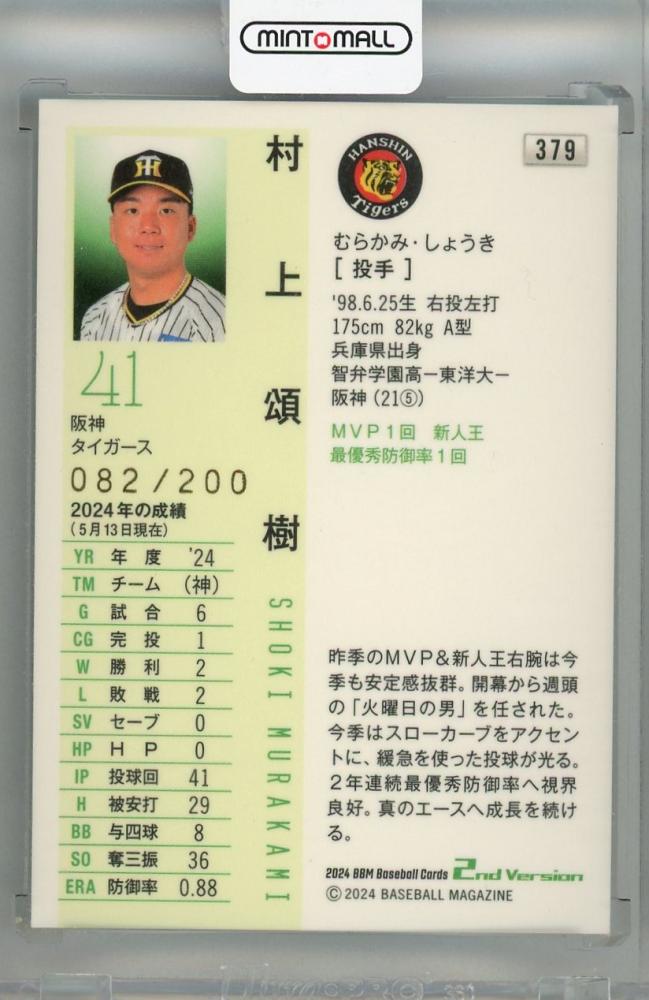 MINT MALL
379
HANSHIN
Tigers
村上頌樹
SHOKI MURAKAMI
むらかみ・しょうき
[ 投手 ]
'98.6.25生 右投左打
175cm 82kg A型
兵庫県出身
智弁学園高ー東洋大ー
阪神(21⑤)
MVP1回 新人王
最優秀防御率1回
41
阪神
タイガース
082/200
2024年の成績
(5月13日現在)
YR 年度 '24
TM チーム (神)
G 試合 6
CG 完投 1
W 勝利 2
L 敗戦 2
SV セーブ 0
HP HP 0
IP 投球回 41
H 被安打 29
BB 与四球 8
SO 奪三振 36
ERA 防御率 0.88
昨季のMVP&新人王右腕は今
季も安定感抜群。開幕から週頭
の「火曜日の男」を任された。
今季はスローカーブをアクセン
トに、緩急を使った投球が光る。
2年連続最優秀防御率へ視界
良好。真のエースへ成長を続け
る。
2024 BBM Baseball Cards 2nd Version
©2024 BASEBALL MAGAZINE